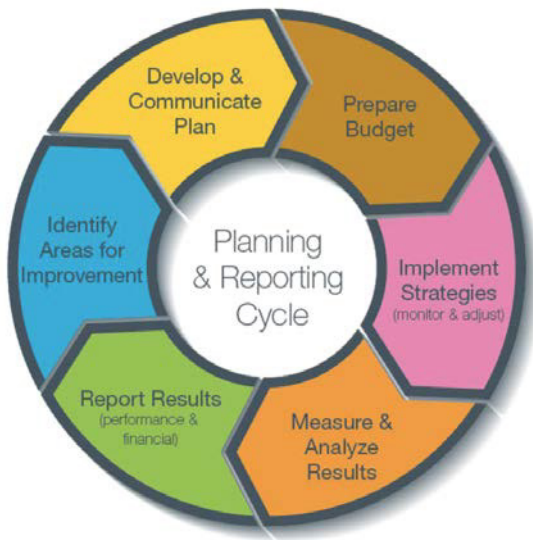 Planning
& Reporting
Cycle
Develop &
Communicate
Plan
Prepare
Budget
Implement
Strategies
(monitor & adjust)
Measure &
Analyze
Results
Report Results
(performance &
financial)
Identify
Areas for
Improvement